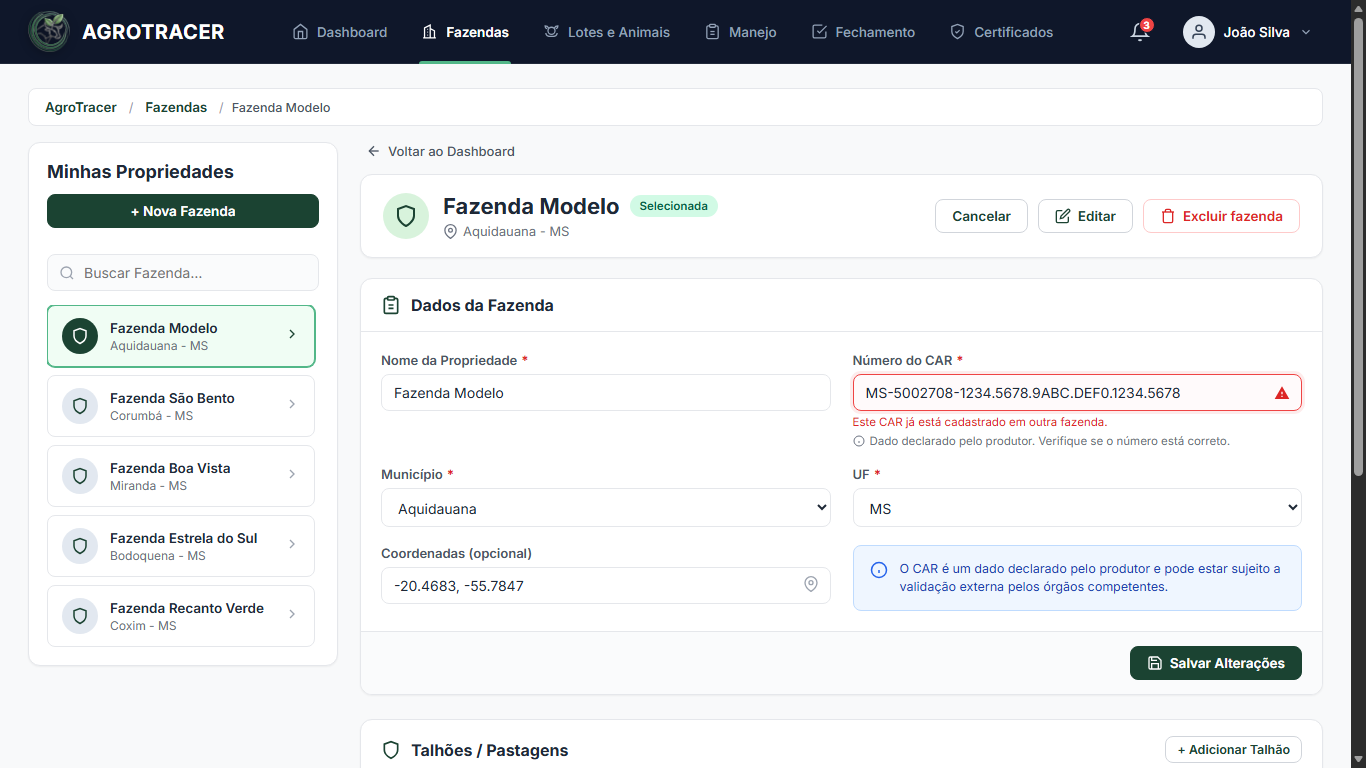 AGROTRACER
Dashboard
Fazendas
Lotes e Animais
Manejo
Fechamento
Certificados
3
João Silva
AgroTracer / Fazendas / Fazenda Modelo
Minhas Propriedades
+ Nova Fazenda
Buscar Fazenda...
Fazenda Modelo
Aquidauana - MS
Fazenda São Bento
Corumbá - MS
Fazenda Boa Vista
Miranda - MS
Fazenda Estrela do Sul
Bodoquena - MS
Fazenda Recanto Verde
Coxim - MS
Voltar ao Dashboard
Fazenda Modelo Selecionada
Aquidauana - MS
Cancelar
Editar
Excluir fazenda
Dados da Fazenda
Nome da Propriedade *
Fazenda Modelo
Número do CAR *
MS-5002708-1234.5678.9ABC.DEF0.1234.5678
Este CAR já está cadastrado em outra fazenda.
Dado declarado pelo produtor. Verifique se o número está correto.
Município *
Aquidauana
UF *
MS
Coordenadas (opcional)
-20.4683, -55.7847
O CAR é um dado declarado pelo produtor e pode estar sujeito a
validação externa pelos órgãos competentes.
Salvar Alterações
Talhões / Pastagens
+ Adicionar Talhão